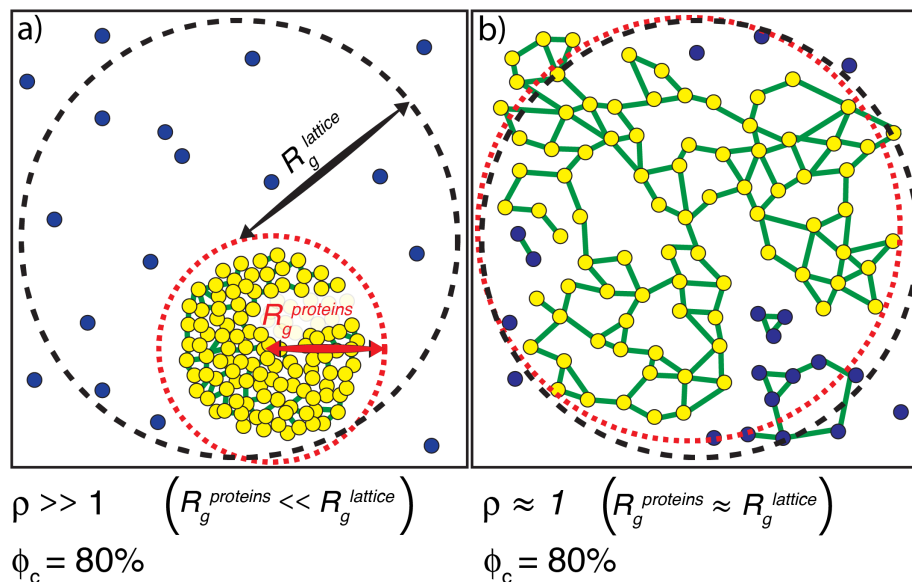 a)
b)
R_g^lattice
R_g^proteins
ρ >> 1 (R_g^proteins << R_g^lattice)
ρ ≈ 1 (R_g^proteins ≈ R_g^lattice)
ϕ_c = 80%
ϕ_c = 80%